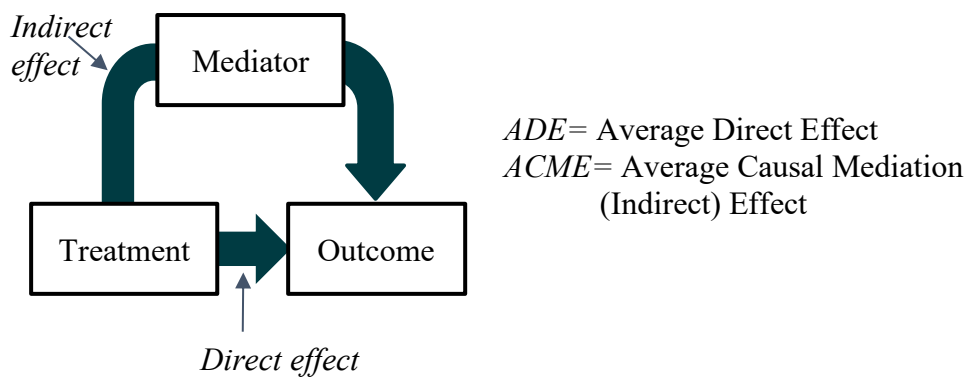 Indirect
effect
Mediator
ADE= Average Direct Effect
ACME= Average Causal Mediation
(Indirect) Effect
Treatment
Outcome
Direct effect